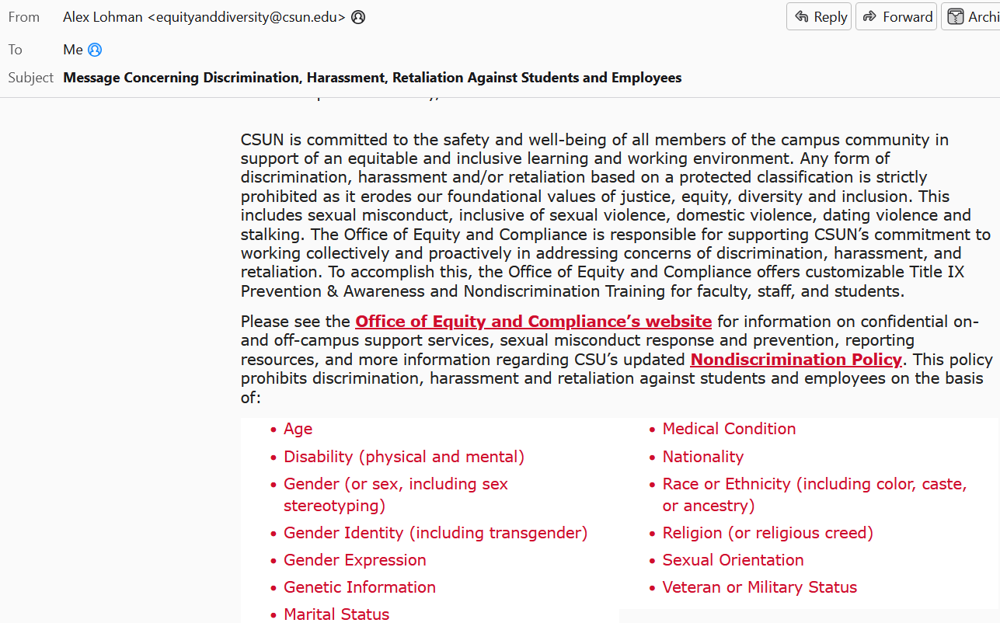 From Alex Lohman <equityanddiversity@csun.edu>
Reply Forward Archi
To Me
Subject Message Concerning Discrimination, Harassment, Retaliation Against Students and Employees
CSUN is committed to the safety and well-being of all members of the campus community in
support of an equitable and inclusive learning and working environment. Any form of
discrimination, harassment and/or retaliation based on a protected classification is strictly
prohibited as it erodes our foundational values of justice, equity, diversity and inclusion. This
includes sexual misconduct, inclusive of sexual violence, domestic violence, dating violence and
stalking. The Office of Equity and Compliance is responsible for supporting CSUN’s commitment to
working collectively and proactively in addressing concerns of discrimination, harassment, and
retaliation. To accomplish this, the Office of Equity and Compliance offers customizable Title IX
Prevention & Awareness and Nondiscrimination Training for faculty, staff, and students.
Please see the Office of Equity and Compliance’s website for information on confidential on-
and off-campus support services, sexual misconduct response and prevention, reporting
resources, and more information regarding CSU’s updated Nondiscrimination Policy. This policy
prohibits discrimination, harassment and retaliation against students and employees on the basis
of:
• Age
• Disability (physical and mental)
• Gender (or sex, including sex
stereotyping)
• Gender Identity (including transgender)
• Gender Expression
• Genetic Information
• Marital Status
• Medical Condition
• Nationality
• Race or Ethnicity (including color, caste,
or ancestry)
• Religion (or religious creed)
• Sexual Orientation
• Veteran or Military Status